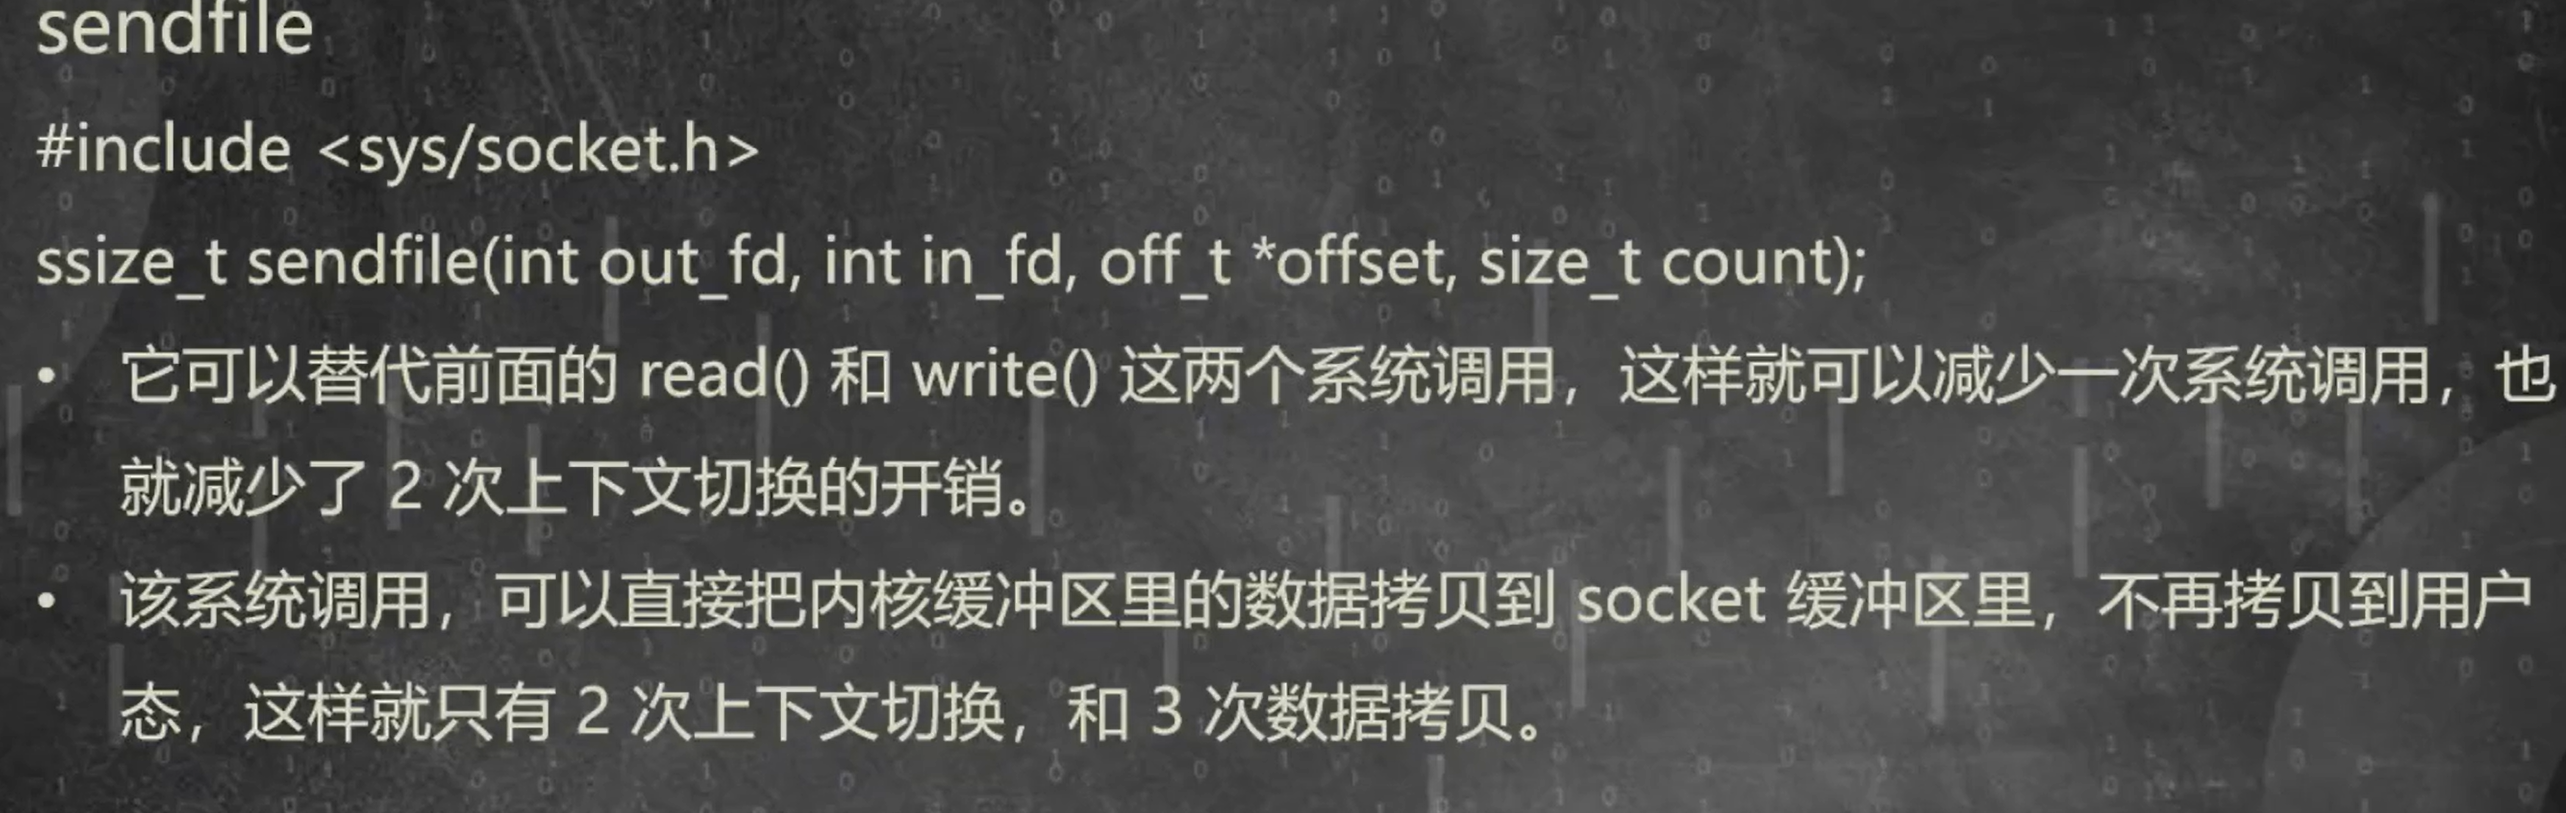 sendfile
#include <sys/socket.h>
ssize_t sendfile(int out_fd, int in_fd, off_t *offset, size_t count);
• 它可以替代前面的 read() 和 write() 这两个系统调用，这样就可以减少一次系统调用，也
就减少了 2 次上下文切换的开销。
• 该系统调用，可以直接把内核缓冲区里的数据拷贝到 socket 缓冲区里，不再拷贝到用户
态，这样就只有 2 次上下文切换，和 3 次数据拷贝。